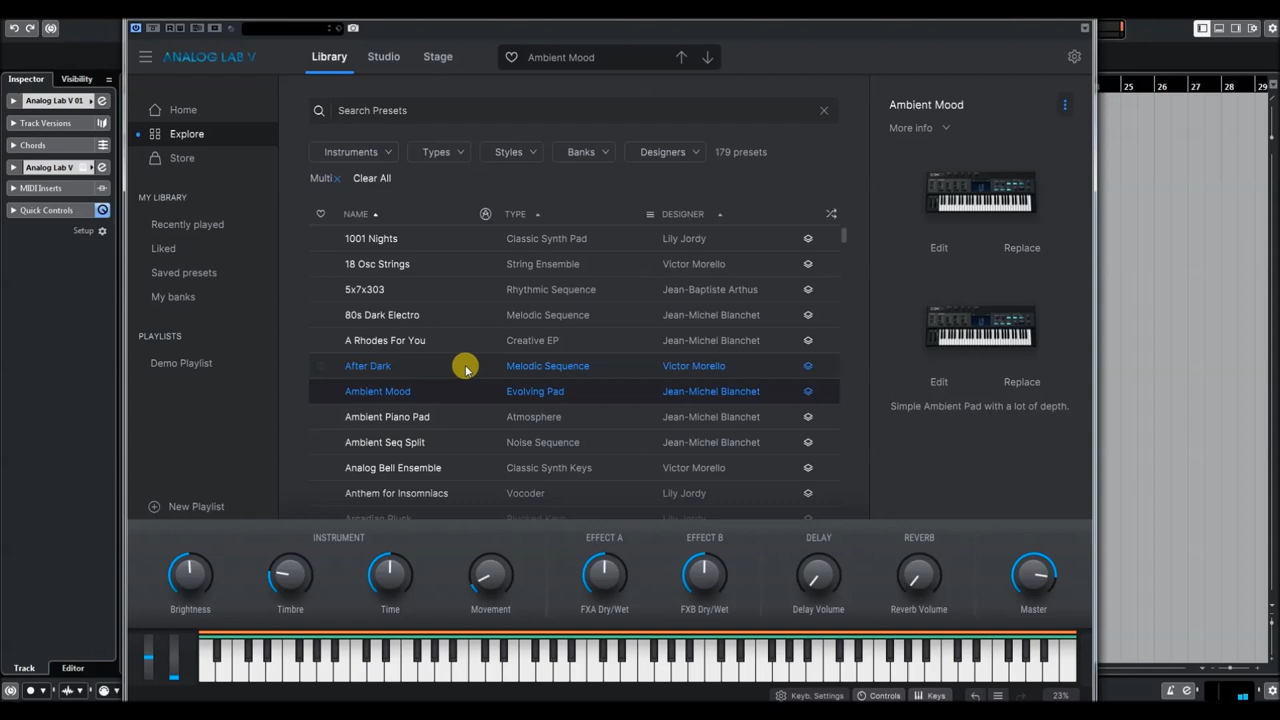 ANALOG LAB V
Library
Studio
Stage
Ambient Mood
Inspector
Visibility
Analog Lab V 01
Track Versions
Chords
Analog Lab V
MIDI Inserts
Quick Controls
Setup
Home
Explore
Store
MY LIBRARY
Recently played
Liked
Saved presets
My banks
PLAYLISTS
Demo Playlist
New Playlist
Search Presets
Instruments
Types
Styles
Banks
Designers
179 presets
Multi
Clear All
NAME TYPE DESIGNER
1001 Nights Classic Synth Pad Lily Jordy
18 Osc Strings String Ensemble Victor Morello
5x7x303 Rhythmic Sequence Jean-Baptiste Arthus
80s Dark Electro Melodic Sequence Jean-Michel Blanchet
A Rhodes For You Creative EP Jean-Michel Blanchet
After Dark Melodic Sequence Victor Morello
Ambient Mood Evolving Pad Jean-Michel Blanchet
Ambient Piano Pad Atmosphere Jean-Michel Blanchet
Ambient Seq Split Noise Sequence Jean-Michel Blanchet
Analog Bell Ensemble Classic Synth Keys Victor Morello
Anthem for Insomniacs Vocoder Lily Jordy
Ambient Mood
More info
Edit Replace
Edit Replace
Simple Ambient Pad with a lot of depth.
25 26 27 28 29
INSTRUMENT
EFFECT A
EFFECT B
DELAY
REVERB
Brightness
Timbre
Time
Movement
FXA Dry/Wet
FXB Dry/Wet
Delay Volume
Reverb Volume
Master
Track
Editor
Keyb. Settings
Controls
Keys
23%